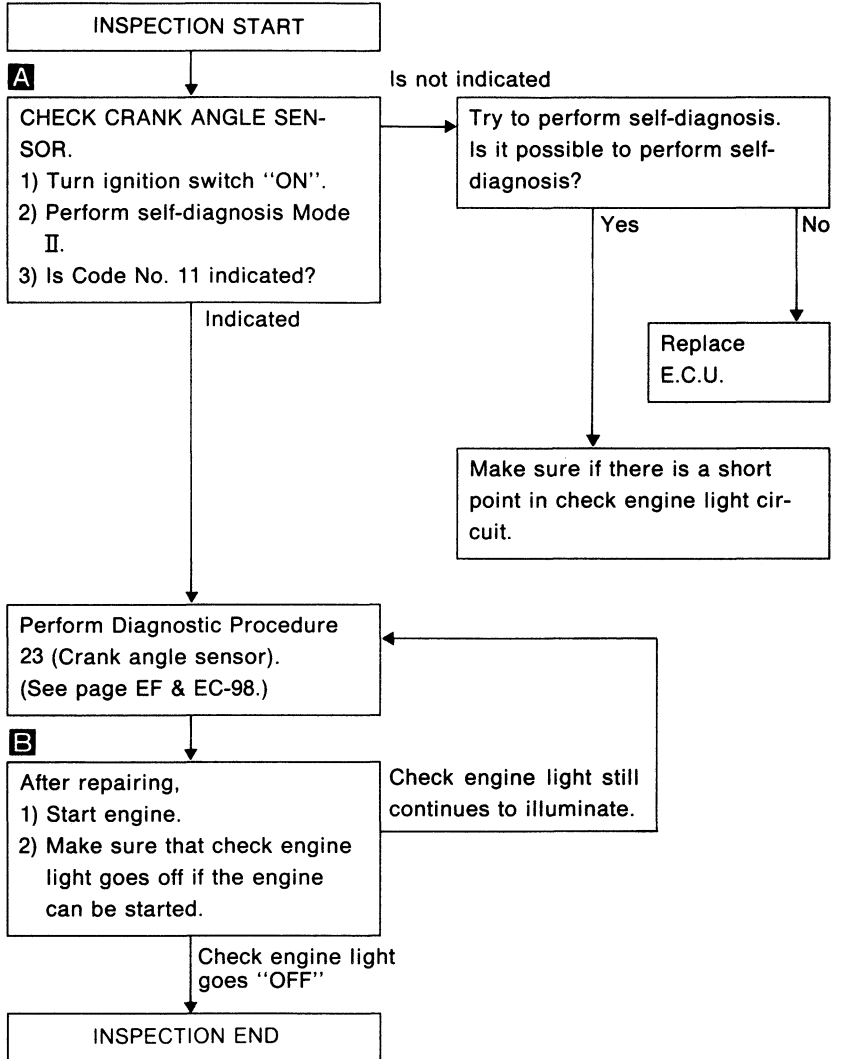 INSPECTION START
A
Is not indicated
CHECK CRANK ANGLE SEN-
SOR.
1) Turn ignition switch “ON”.
2) Perform self-diagnosis Mode
II.
3) Is Code No. 11 indicated?
Try to perform self-diagnosis.
Is it possible to perform self-
diagnosis?
Yes
No
Indicated
Replace
E.C.U.
Make sure if there is a short
point in check engine light cir-
cuit.
Perform Diagnostic Procedure
23 (Crank angle sensor).
(See page EF & EC-98.)
B
After repairing,
1) Start engine.
2) Make sure that check engine
light goes off if the engine
can be started.
Check engine light still
continues to illuminate.
Check engine light
goes “OFF”
INSPECTION END